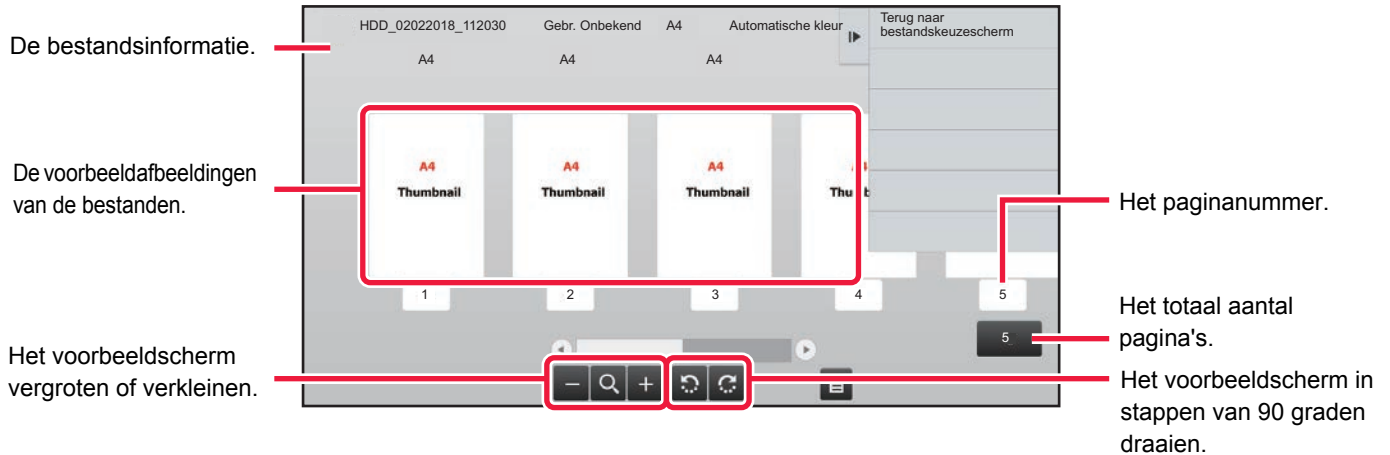 De bestandsinformatie.
HDD_02022018_112030 Gebr. Onbekend A4 Automatische kleur
Terug naar
bestandskeuzescherm
A4 A4 A4
De voorbeeldafbeeldingen
van de bestanden.
A4 A4 A4
Thumbnail Thumbnail Thumbnail
Het paginanummer.
1 2 3 4 5
Het totaal aantal
pagina's.
5
Het voorbeeldscherm
vergroten of verkleinen.
Het voorbeeldscherm in
stappen van 90 graden
draaien.